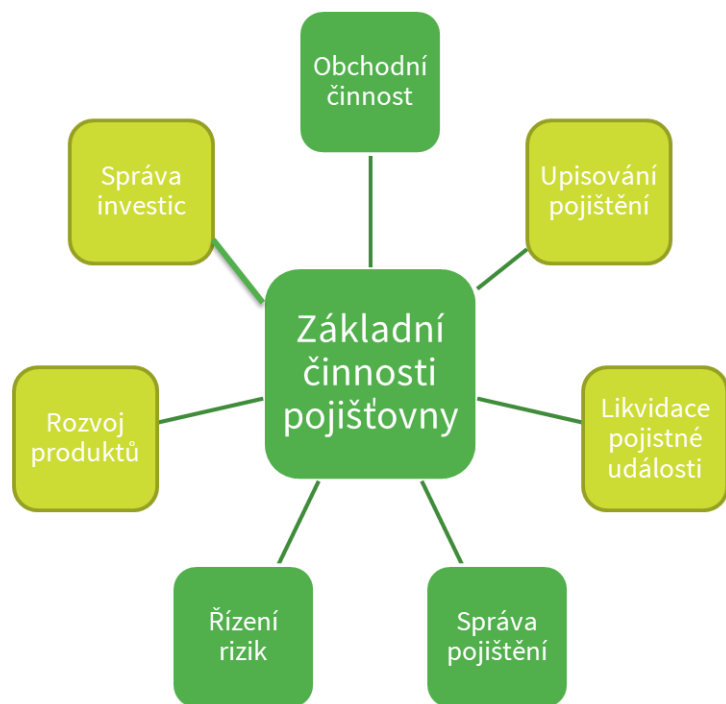 Obchodní
činnost
Správa
investic
Upisování
pojištění
Základní
činnosti
pojišťovny
Rozvoj
produktů
Likvidace
pojistné
události
Řízení
rizik
Správa
pojištění